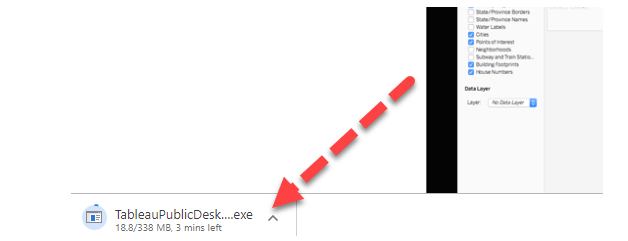 State/Province Borders
State/Province Names
Water Labels
Cities
Points of Interest
Neighborhoods
Subway and Train Statio...
Building Footprints
House Numbers
Data Layer
Layer: No Data Layer
TableauPublicDesk....exe
18.8/338 MB, 3 mins left